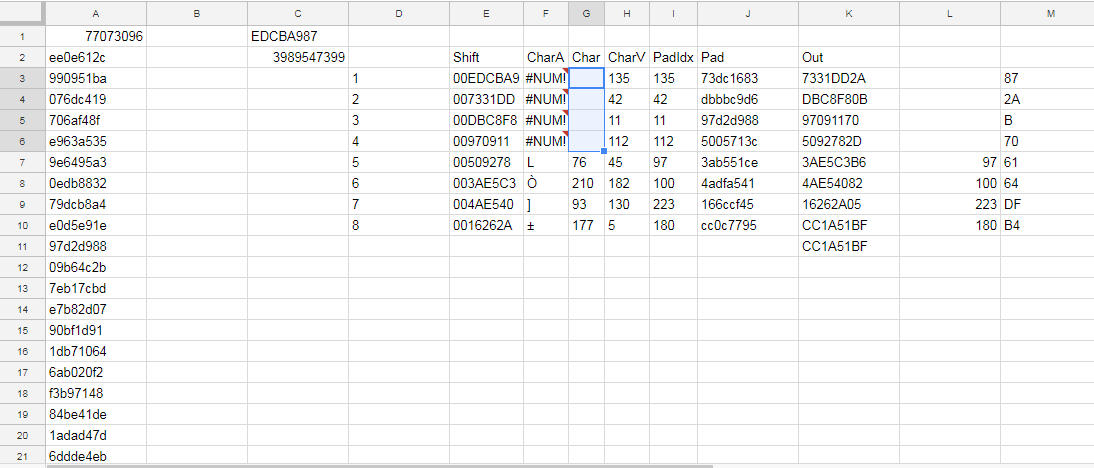 A B C D E F G H I J K L M
1 77073096 EDCBA987
2 ee0e612c 3989547399 Shift CharA Char CharV PadIdx Pad Out
3 990951ba 1 00EDCBA9 #NUM! 135 135 73dc1683 7331DD2A 87
4 076dc419 2 007331DD #NUM! 42 42 dbbbc9d6 DBC8F80B 2A
5 706af48f 3 00DBC8F8 #NUM! 11 11 97d2d988 97091170 B
6 e963a535 4 00970911 #NUM! 112 112 5005713c 5092782D 70
7 9e6495a3 5 00509278 L 76 45 97 3ab551ce 3AE5C3B6 97 61
8 0edb8832 6 003AE5C3 Ò 210 182 100 4adfa541 4AE54082 100 64
9 79dcb8a4 7 004AE540 ] 93 130 223 166ccf45 16262A05 223 DF
10 e0d5e91e 8 0016262A ± 177 5 180 cc0c7795 CC1A51BF 180 B4
11 97d2d988 CC1A51BF
12 09b64c2b
13 7eb17cbd
14 e7b82d07
15 90bf1d91
16 1db71064
17 6ab020f2
18 f3b97148
19 84be41de
20 1adad47d
21 6ddde4eb